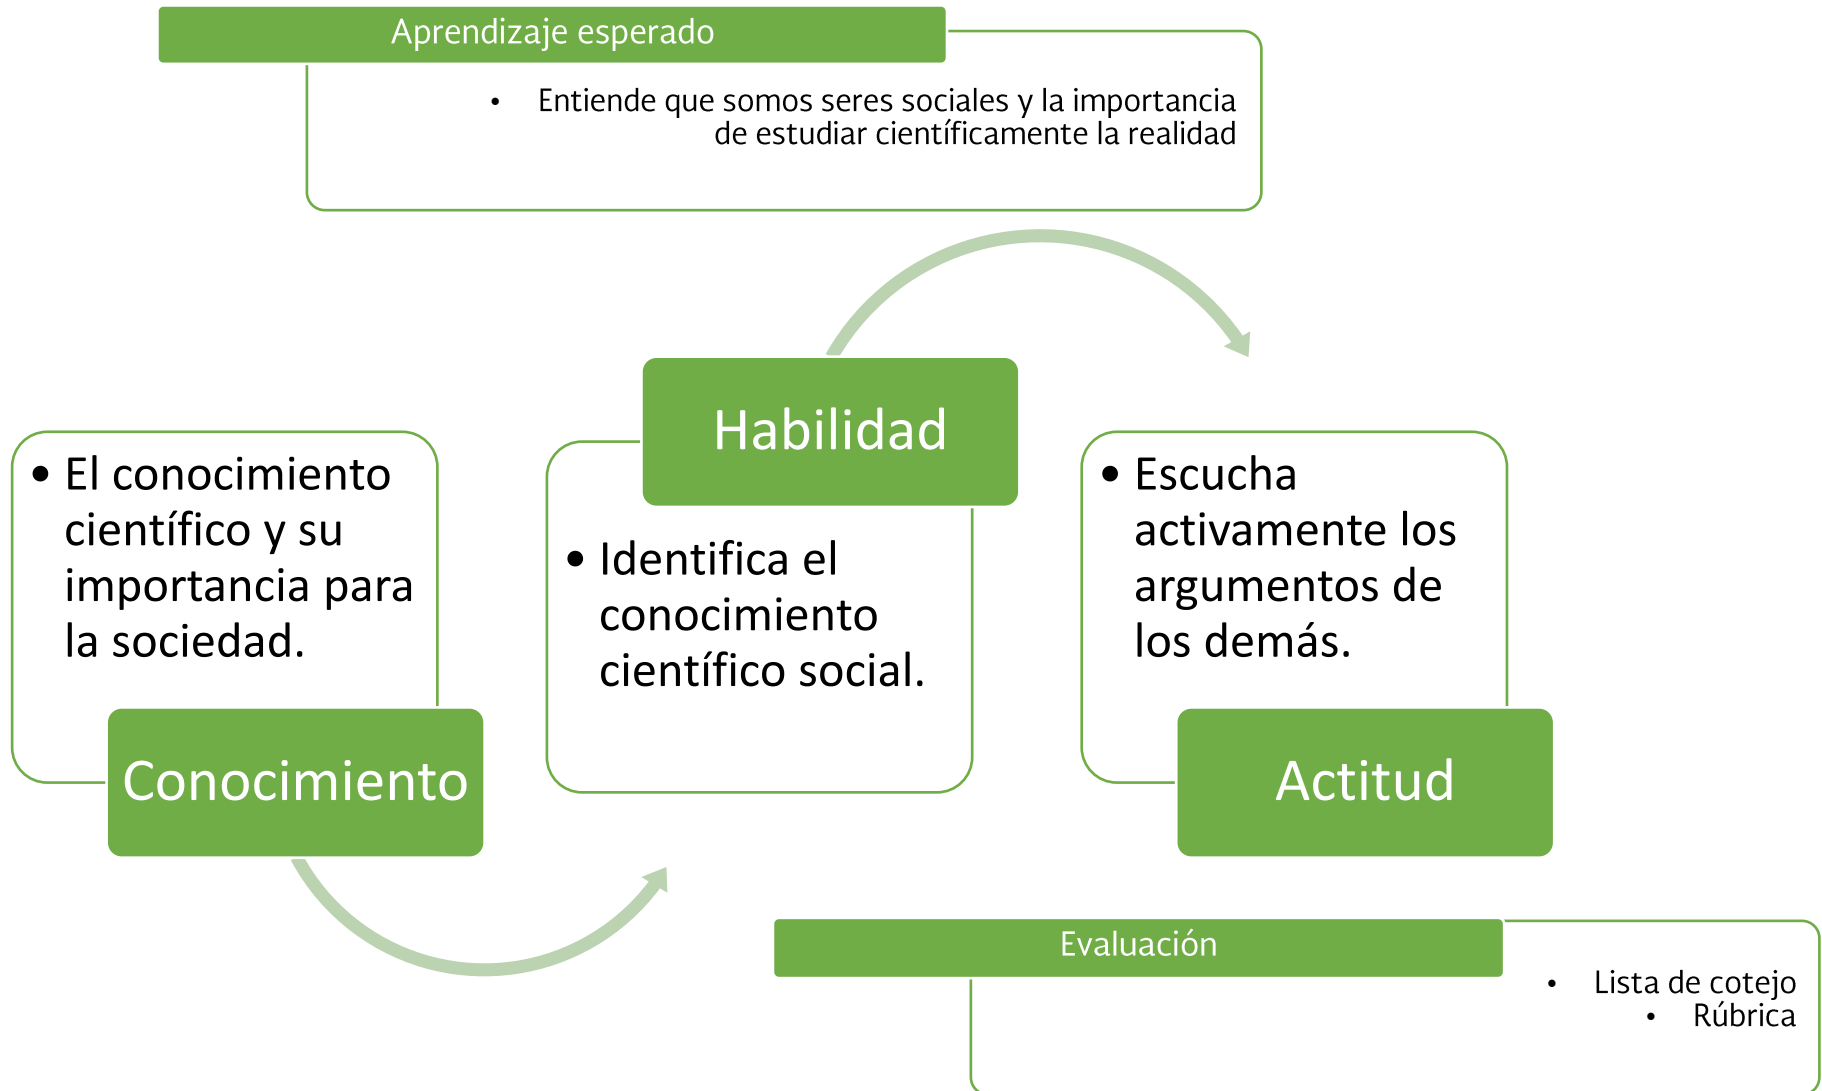 Aprendizaje esperado
• Entiende que somos seres sociales y la importancia
de estudiar científicamente la realidad
• El conocimiento
científico y su
importancia para
la sociedad.
Conocimiento
Habilidad
• Identifica el
conocimiento
científico social.
• Escucha
activamente los
argumentos de
los demás.
Actitud
Evaluación
• Lista de cotejo
• Rúbrica